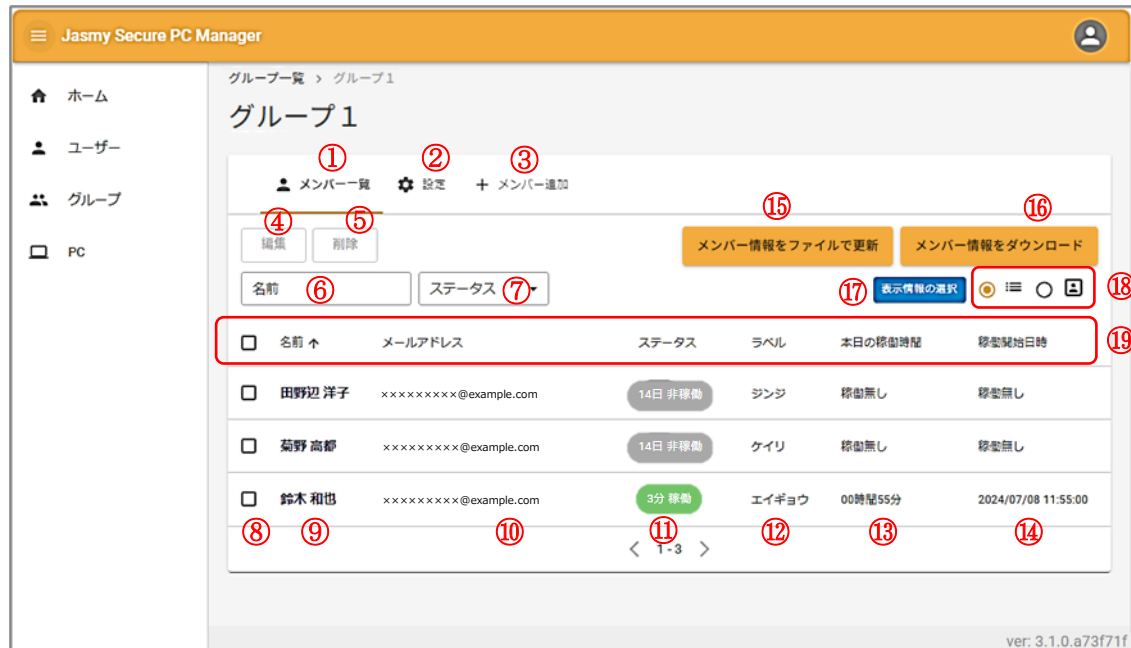 Jasmy Secure PC Manager
ホーム
ユーザー
グループ
PC
グループ一覧 › グループ1
グループ1
① ② ③
メンバー一覧 設定 + メンバー追加
④ ⑤ ⑮ ⑯
編集 削除 メンバー情報をファイルで更新 メンバー情報をダウンロード
名前 ⑥ ステータス ⑦ ⑰ 表示情報の選択 ⑱
名前 ↑ メールアドレス ステータス ラベル 本日の稼働時間 稼働開始日時 ⑲
田野辺 洋子 ×××××××××@example.com 14日 非稼働 ジンジ 稼働無し 稼働無し
菊野 高都 ×××××××××@example.com 14日 非稼働 ケイリ 稼働無し 稼働無し
鈴木 和也 ×××××××××@example.com 3分 稼働 エイギョウ 00時間55分 2024/07/08 11:55:00
⑧ ⑨ ⑩ ⑪ ⑫ ⑬ ⑭
1-3
ver: 3.1.0.a73f71f